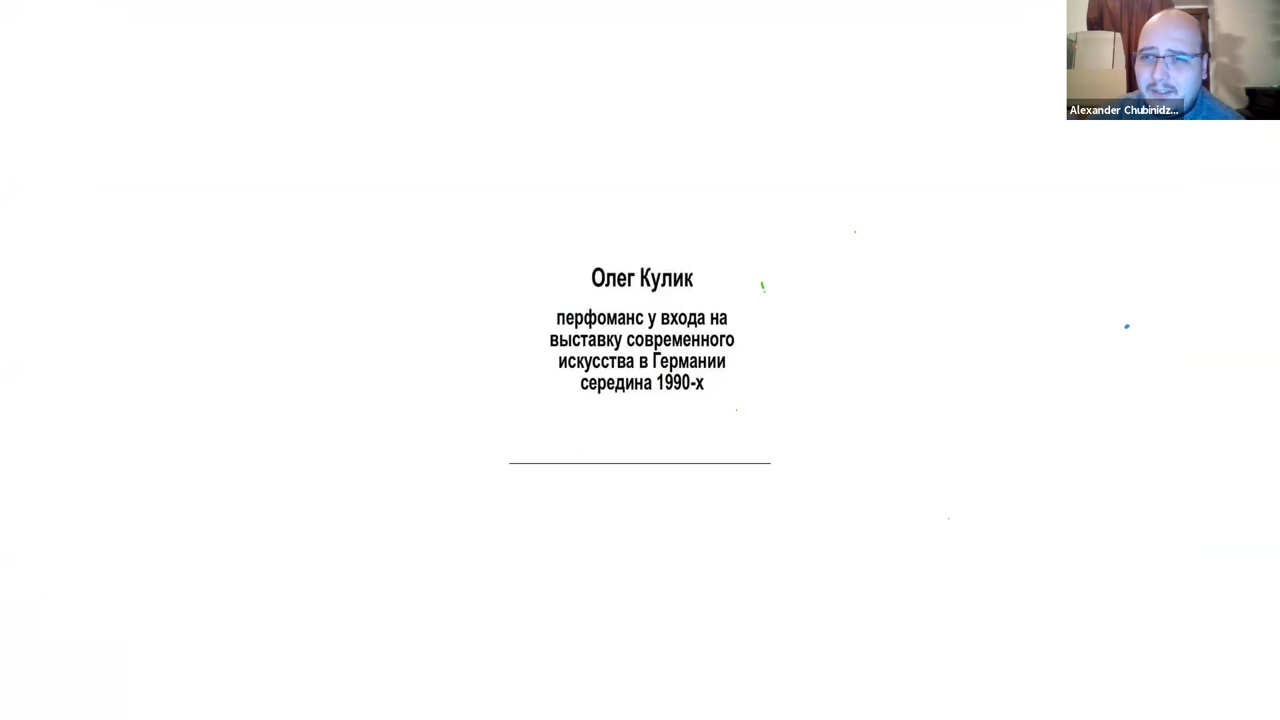 Alexander Chubinidz...
Олег Кулик
перфоманс у входа на
выставку современного
искусства в Германии
середина 1990-х